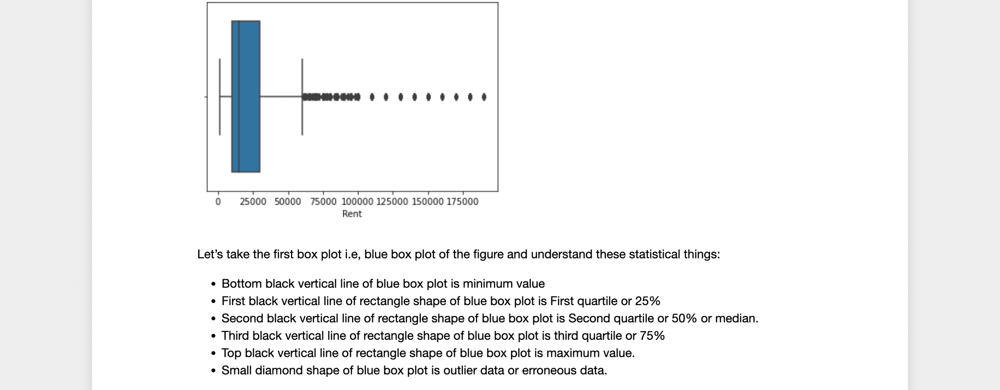 0 25000 50000 75000 100000 125000 150000 175000
Rent
Let’s take the first box plot i.e, blue box plot of the figure and understand these statistical things:
• Bottom black vertical line of blue box plot is minimum value
• First black vertical line of rectangle shape of blue box plot is First quartile or 25%
• Second black vertical line of rectangle shape of blue box plot is Second quartile or 50% or median.
• Third black vertical line of rectangle shape of blue box plot is third quartile or 75%
• Top black vertical line of rectangle shape of blue box plot is maximum value.
• Small diamond shape of blue box plot is outlier data or erroneous data.